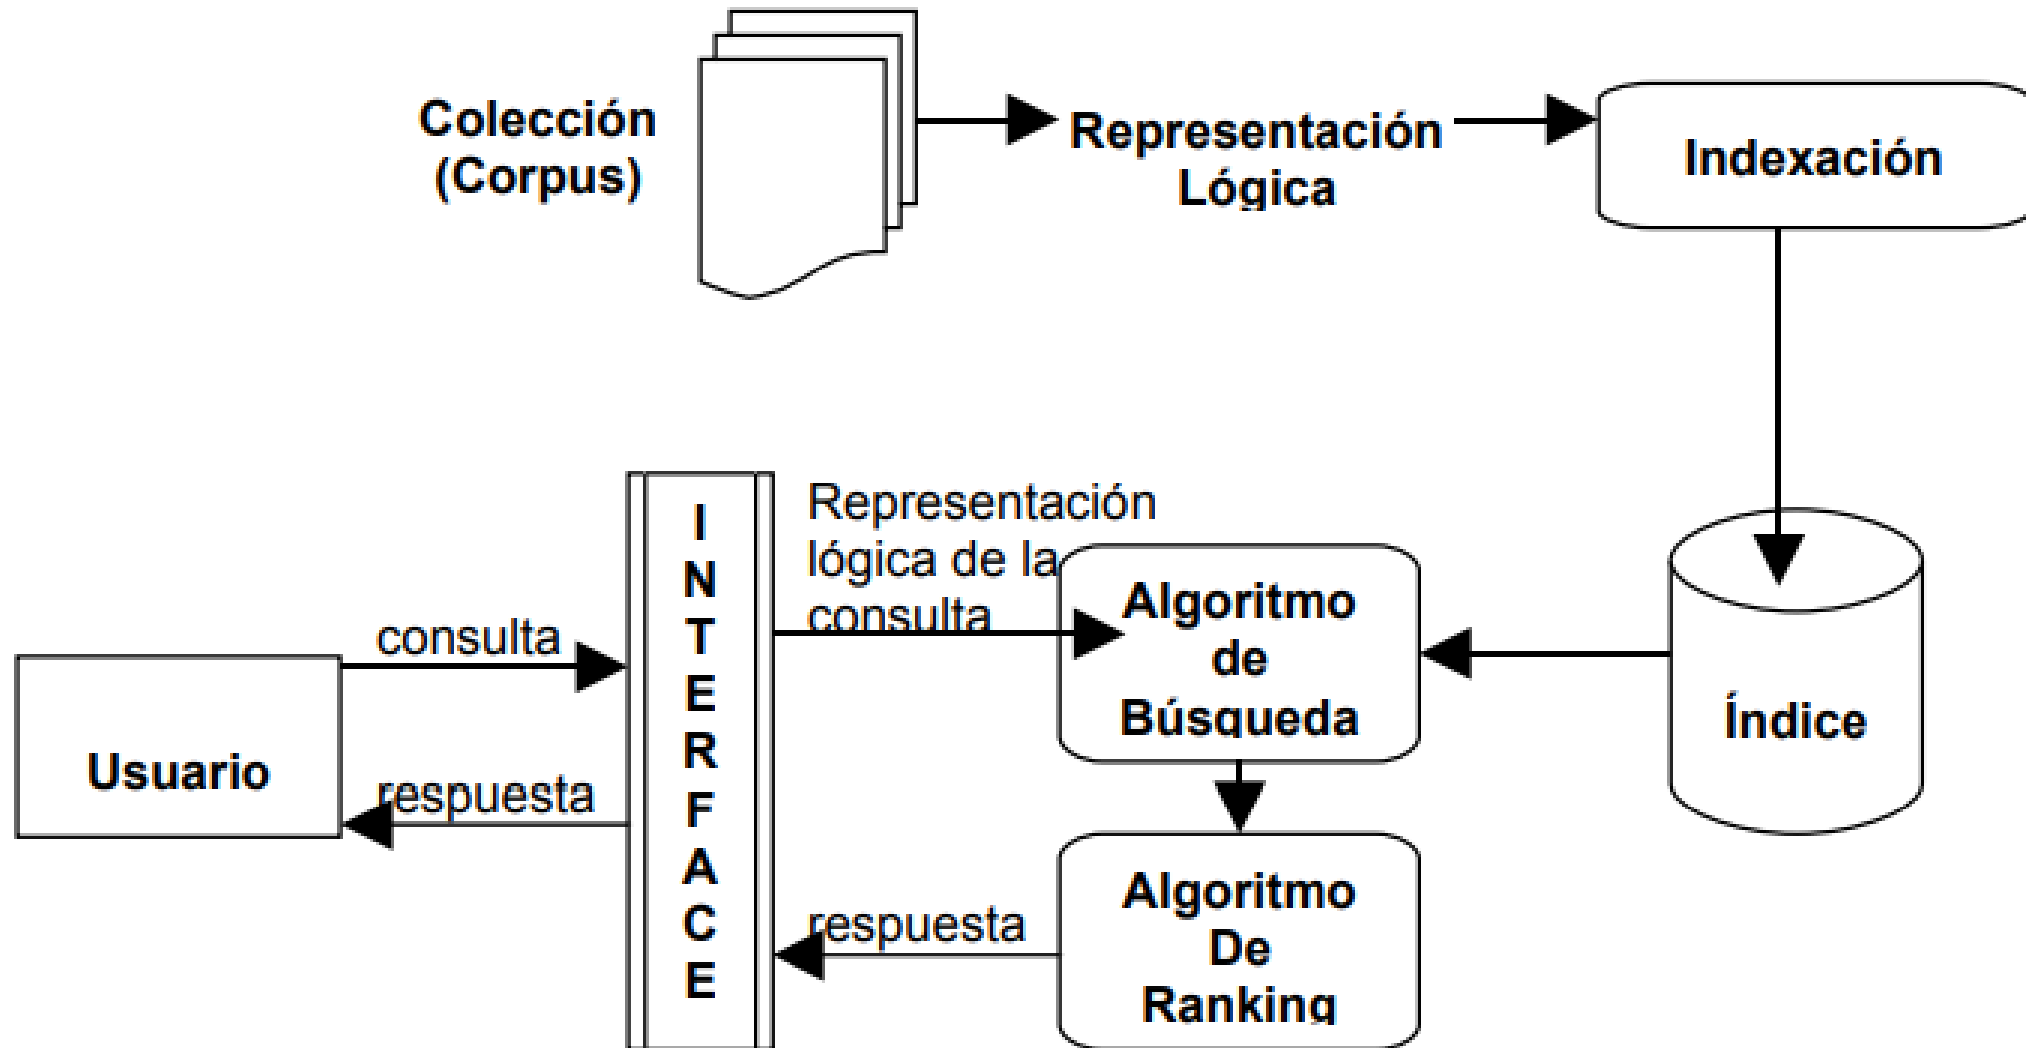 Colección
(Corpus)
Representación
Lógica
Indexación
INTERFACE
Representación
lógica de la
consulta
Algoritmo
de
Búsqueda
consulta
Usuario
respuesta
Índice
respuesta
Algoritmo
De
Ranking